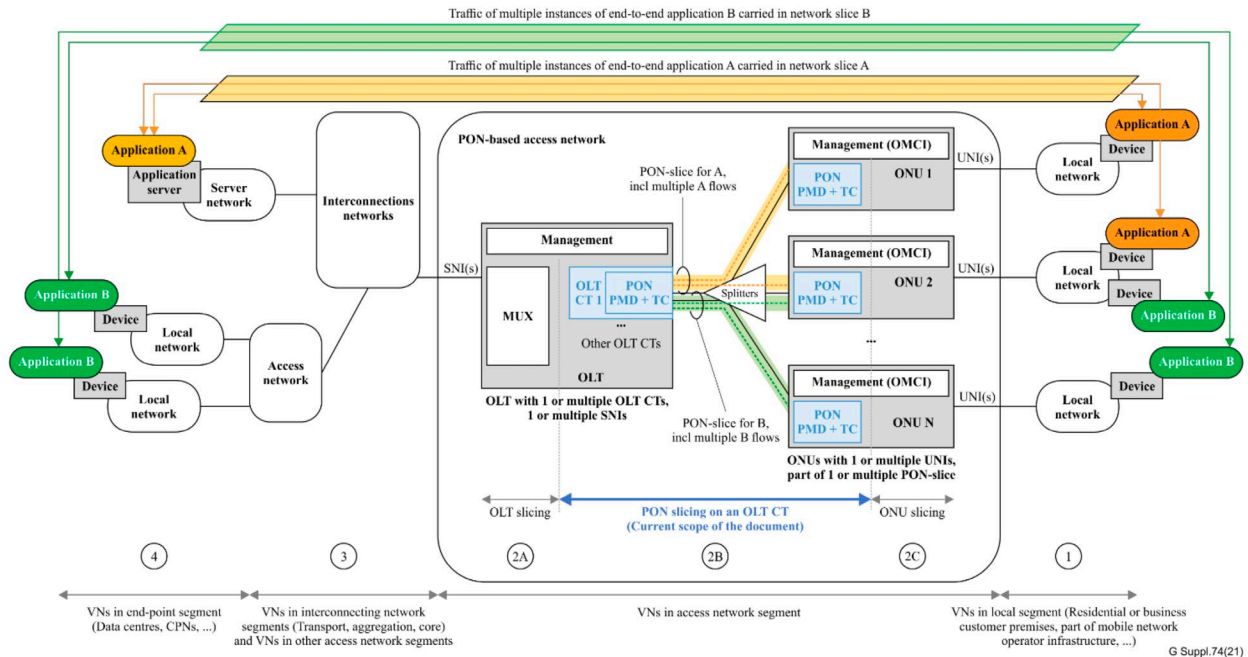 Traffic of multiple instances of end-to-end application B carried in network slice B
Traffic of multiple instances of end-to-end application A carried in network slice A
Application A
Application
server
Server
network
Interconnections
networks
Application B
Device
Local
network
Application B
Device
Local
network
Access
network
SNI(s)
PON-based access network
Management
MUX
OLT
CT 1
PON
PMD + TC
...
Other OLT CTs
OLT
OLT with 1 or multiple OLT CTs,
1 or multiple SNIs
PON-slice for A,
incl multiple A flows
Splitters
PON-slice for B,
incl multiple B flows
Management (OMCI)
PON
PMD + TC
ONU 1
Management (OMCI)
PON
PMD + TC
ONU 2
...
Management (OMCI)
PON
PMD + TC
ONU N
ONUs with 1 or multiple UNIs,
part of 1 or multiple PON-slice
UNI(s)
UNI(s)
UNI(s)
Application A
Device
Local
network
Application A
Device
Local
network
Device
Application B
Application B
Device
Local
network
OLT slicing
PON slicing on an OLT CT
(Current scope of the document)
ONU slicing
4
3
2A
2B
2C
1
VNs in end-point segment
(Data centres, CPNs, ...)
VNs in interconnecting network
segments (Transport, aggregation, core)
and VNs in other access network segments
VNs in access network segment
VNs in local segment (Residential or business
customer premises, part of mobile network
operator infrastructure, ...)
G Suppl.74(21)